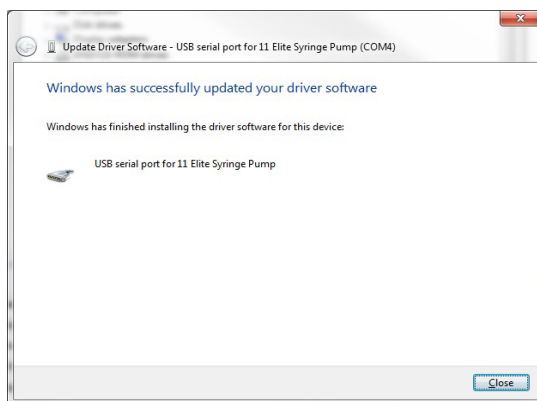 Update Driver Software - USB serial port for 11 Elite Syringe Pump (COM4)
Windows has successfully updated your driver software
Windows has finished installing the driver software for this device:
USB serial port for 11 Elite Syringe Pump
Close